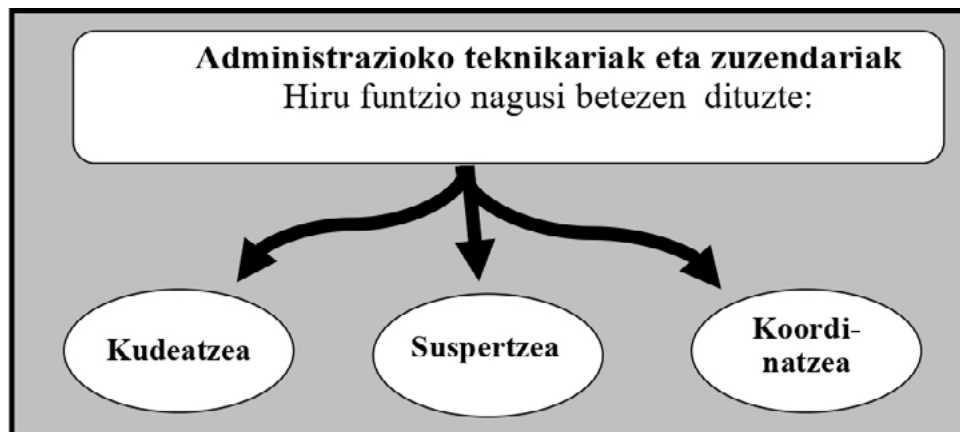 Administrazioko teknikariak eta zuzendariak
Hiru funtzio nagusi betezen dituzte:
Kudeatzea
Suspertzea
Koordi-
natzea